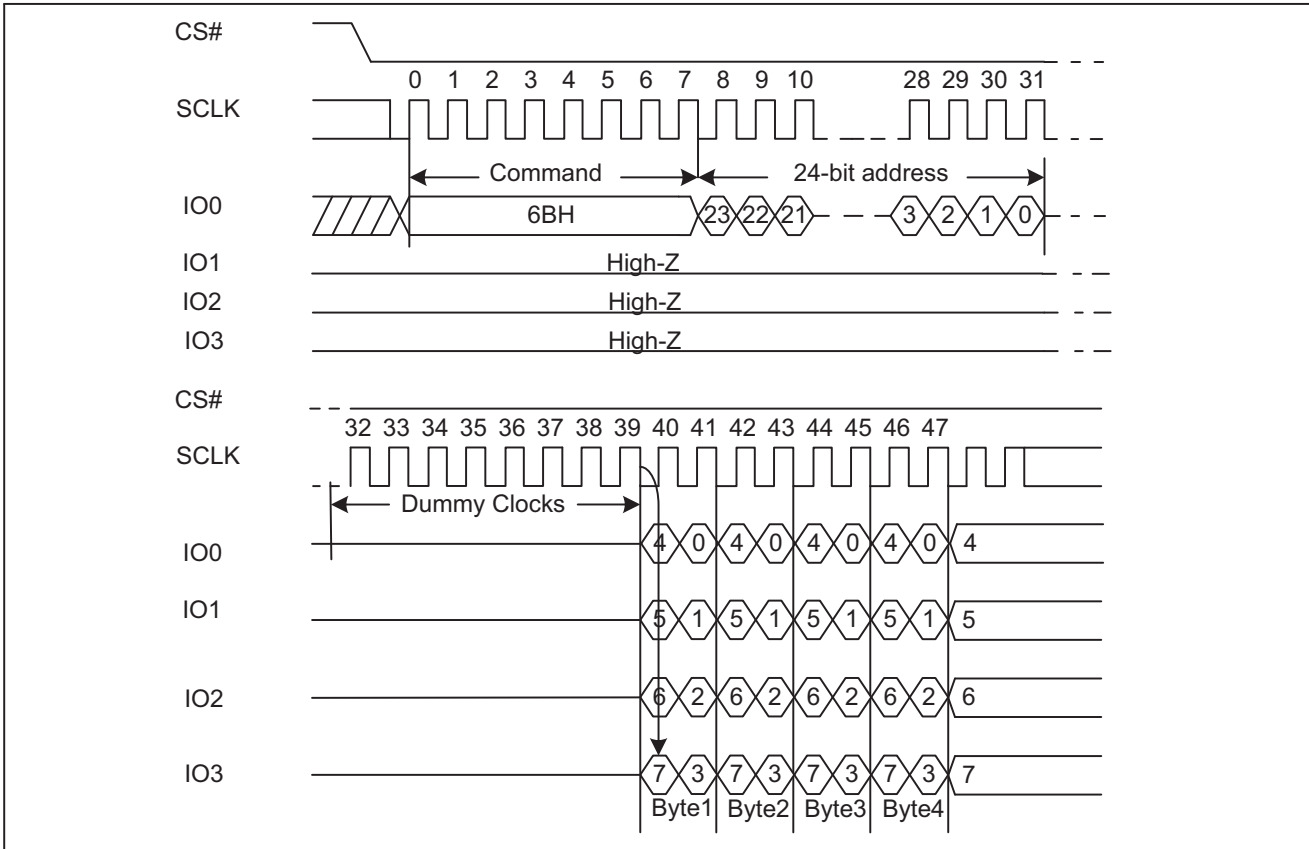 CS#
0 1 2 3 4 5 6 7 8 9 10 28 29 30 31
SCLK
Command 24-bit address
IO0 6BH 23 22 21 3 2 1 0
IO1 High-Z
IO2 High-Z
IO3 High-Z
CS#
32 33 34 35 36 37 38 39 40 41 42 43 44 45 46 47
SCLK
Dummy Clocks
IO0 4 0 4 0 4 0 4 0 4
IO1 5 1 5 1 5 1 5 1 5
IO2 6 2 6 2 6 2 6 2 6
IO3 7 3 7 3 7 3 7 3 7
Byte1 Byte2 Byte3 Byte4